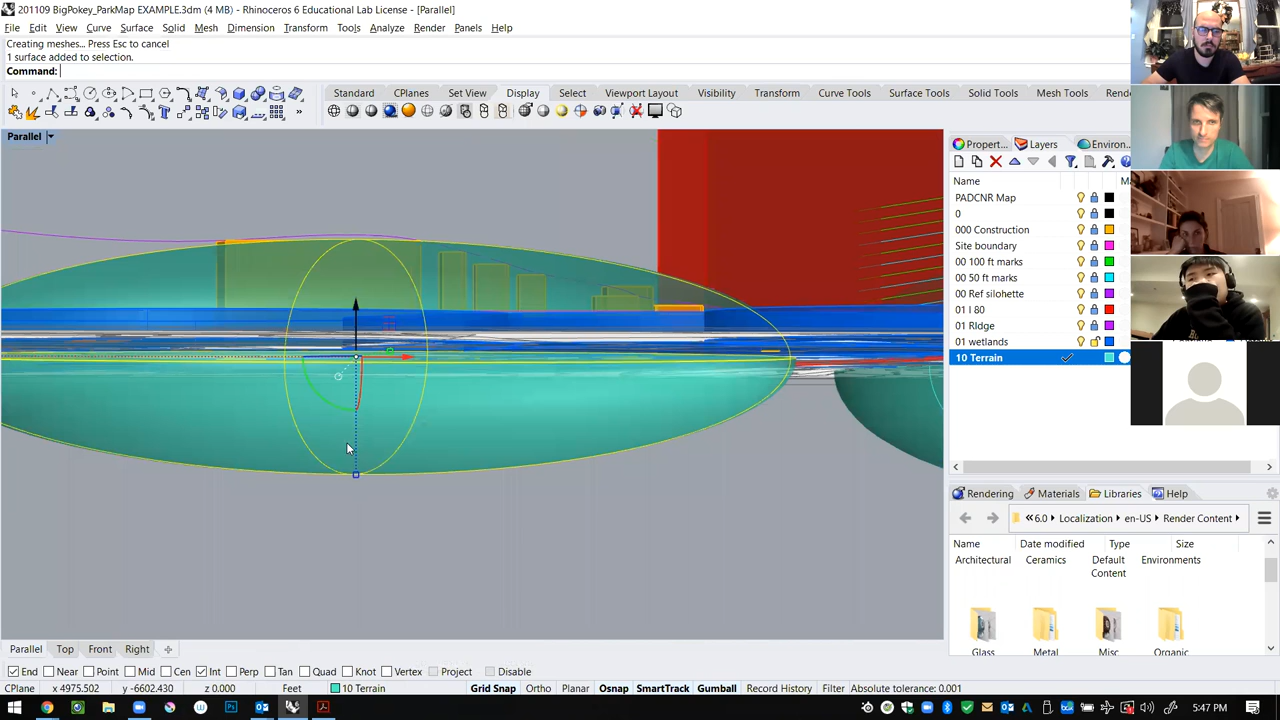 201109 BigPokey_ParkMap EXAMPLE.3dm (4 MB) - Rhinoceros 6 Educational Lab License - [Parallel]
File Edit View Curve Surface Solid Mesh Dimension Transform Tools Analyze Render Panels Help
Creating meshes... Press Esc to cancel
1 surface added to selection.
Command:
Standard CPlanes Set View Display Select Viewport Layout Visibility Transform Curve Tools Surface Tools Solid Tools Mesh Tools Rende
Parallel
Propert... Layers Environ...
Name Ma
PADCNR Map
0
000 Construction
Site boundary
00 100 ft marks
00 50 ft marks
00 Ref silohette
01 I 80
01 RIdge
01 wetlands
10 Terrain
Rendering Materials Libraries Help
6.0 Localization en-US Render Content
Name Date modified Type Size
Architectural Ceramics Default Content Environments
Glass Metal Misc Organic
Parallel Top Front Right
End Near Point Mid Cen Int Perp Tan Quad Knot Vertex Project Disable
CPlane x 4975.502 y -6602.430 z 0.000 Feet 10 Terrain Grid Snap Ortho Planar Osnap SmartTrack Gumball Record History Filter Absolute tolerance: 0.001
5:47 PM